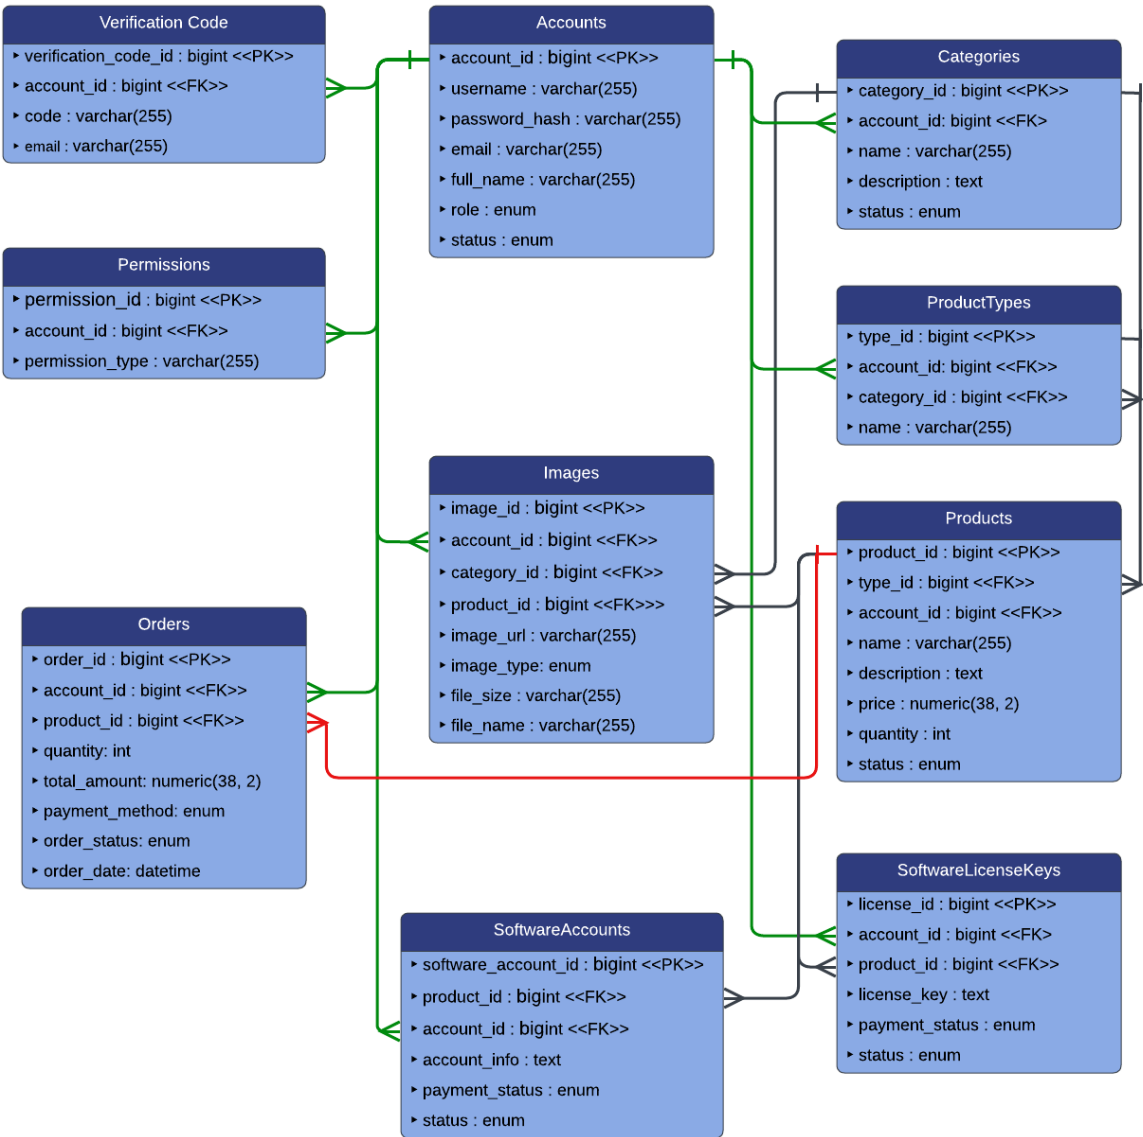 Verification Code
verification_code_id : bigint <<PK>>
account_id : bigint <<FK>>
code : varchar(255)
email : varchar(255)
Accounts
account_id : bigint <<PK>>
username : varchar(255)
password_hash : varchar(255)
email : varchar(255)
full_name : varchar(255)
role : enum
status : enum
Categories
category_id : bigint <<PK>>
account_id: bigint <<FK>
name : varchar(255)
description : text
status : enum
Permissions
permission_id : bigint <<PK>>
account_id : bigint <<FK>>
permission_type : varchar(255)
ProductTypes
type_id : bigint <<PK>>
account_id: bigint <<FK>>
category_id : bigint <<FK>>
name : varchar(255)
Images
image_id : bigint <<PK>>
account_id : bigint <<FK>>
category_id : bigint <<FK>>
product_id : bigint <<FK>>>
image_url : varchar(255)
image_type: enum
file_size : varchar(255)
file_name : varchar(255)
Products
product_id : bigint <<PK>>
type_id : bigint <<FK>>
account_id : bigint <<FK>>
name : varchar(255)
description : text
price : numeric(38, 2)
quantity : int
status : enum
Orders
order_id : bigint <<PK>>
account_id : bigint <<FK>>
product_id : bigint <<FK>>
quantity: int
total_amount: numeric(38, 2)
payment_method: enum
order_status: enum
order_date: datetime
SoftwareAccounts
software_account_id : bigint <<PK>>
product_id : bigint <<FK>>
account_id : bigint <<FK>>
account_info : text
payment_status : enum
status : enum
SoftwareLicenseKeys
license_id : bigint <<PK>>
account_id : bigint <<FK>
product_id : bigint <<FK>>
license_key : text
payment_status : enum
status : enum